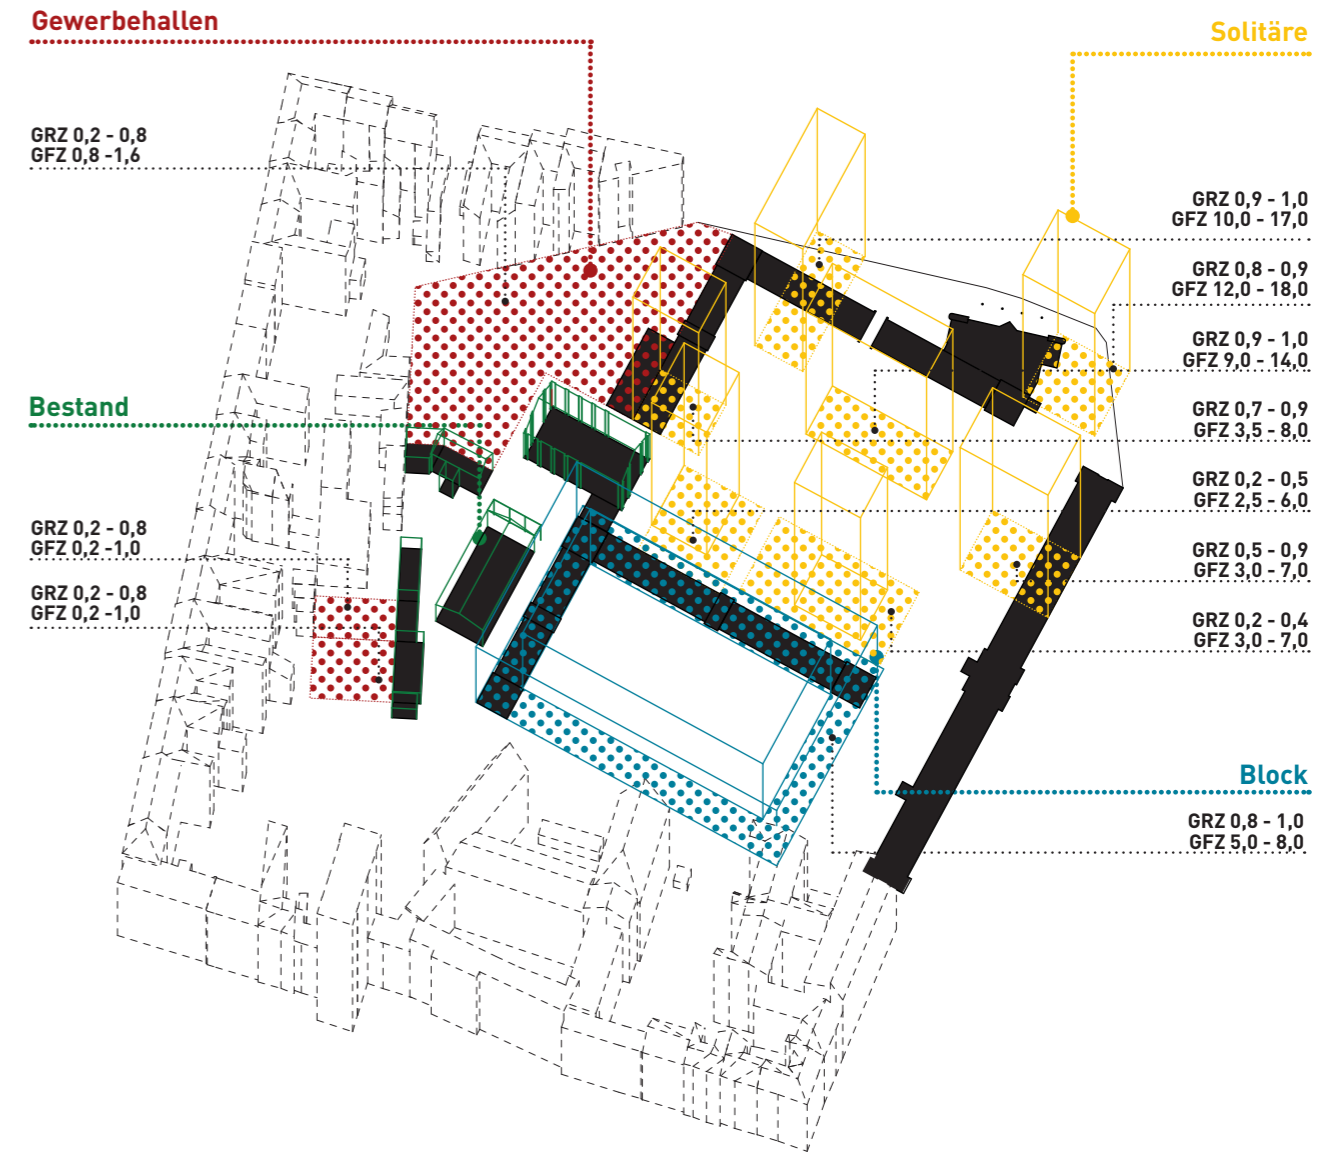 Gewerbehallen
GRZ 0,2 - 0,8
GFZ 0,8 -1,6
Bestand
GRZ 0,2 - 0,8
GFZ 0,2 -1,0
GRZ 0,2 - 0,8
GFZ 0,2 -1,0
Solitäre
GRZ 0,9 - 1,0
GFZ 10,0 - 17,0
GRZ 0,8 - 0,9
GFZ 12,0 - 18,0
GRZ 0,9 - 1,0
GFZ 9,0 - 14,0
GRZ 0,7 - 0,9
GFZ 3,5 - 8,0
GRZ 0,2 - 0,5
GFZ 2,5 - 6,0
GRZ 0,5 - 0,9
GFZ 3,0 - 7,0
GRZ 0,2 - 0,4
GFZ 3,0 - 7,0
Block
GRZ 0,8 - 1,0
GFZ 5,0 - 8,0